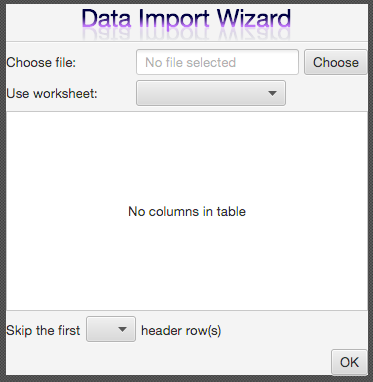 Data Import Wizard
Choose file: No file selected Choose
Use worksheet:
No columns in table
Skip the first header row(s)
OK